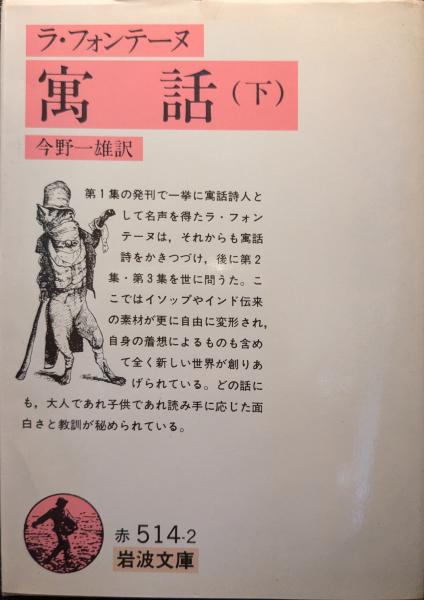 ラ・フォンテーヌ
寓話(下)
今野一雄訳
第1集の発刊で一挙に寓話詩人と
して名声を得たラ・フォン
テーヌは，それからも寓話
詩をかきつづけ，後に第2
集・第3集を世に問うた。こ
こではイソップやインド伝来
の素材が更に自由に変形され，
自身の着想によるものも含め
て全く新しい世界が創りあ
げられている。どの話に
も，大人であれ子供であれ読み手に応じた面
白さと教訓が秘められている。
赤 514-2
岩波文庫